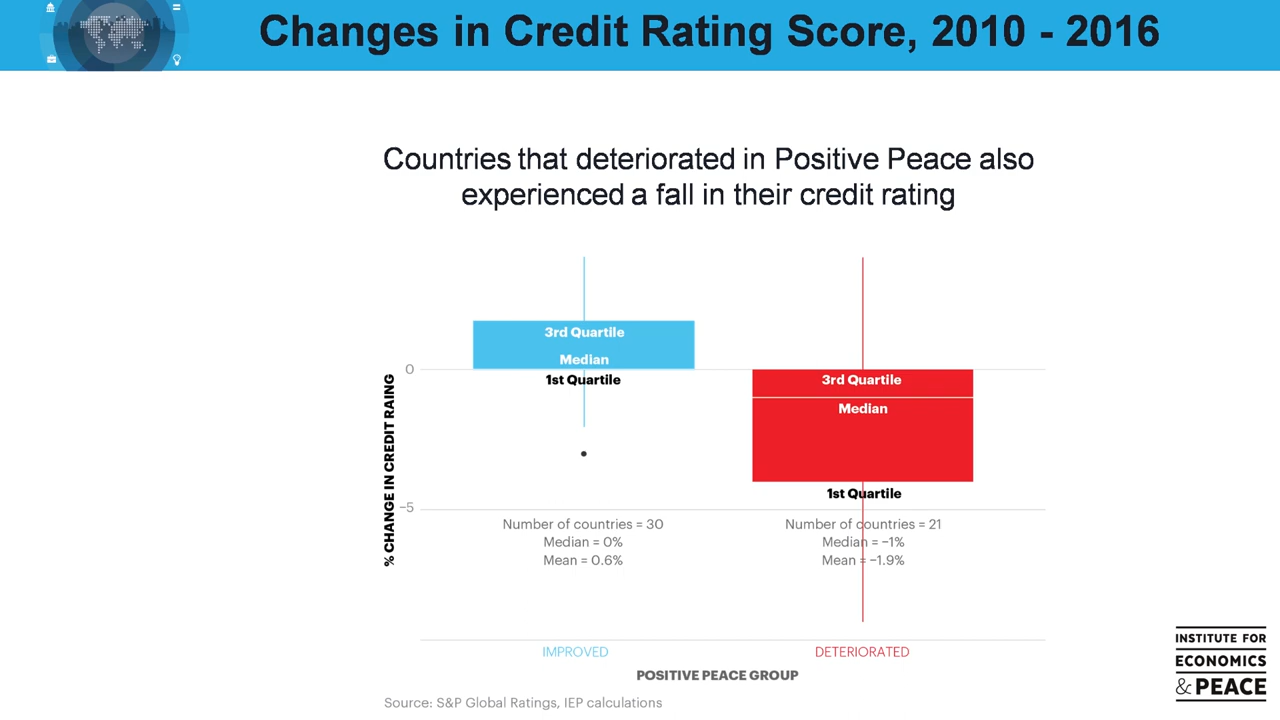 Changes in Credit Rating Score, 2010 - 2016
Countries that deteriorated in Positive Peace also
experienced a fall in their credit rating
% CHANGE IN CREDIT RAING
0
−5
3rd Quartile
Median
1st Quartile
3rd Quartile
Median
1st Quartile
Number of countries = 30
Median = 0%
Mean = 0.6%
Number of countries = 21
Median = −1%
Mean = −1.9%
IMPROVED
DETERIORATED
POSITIVE PEACE GROUP
Source: S&P Global Ratings, IEP calculations
INSTITUTE FOR
ECONOMICS
& PEACE